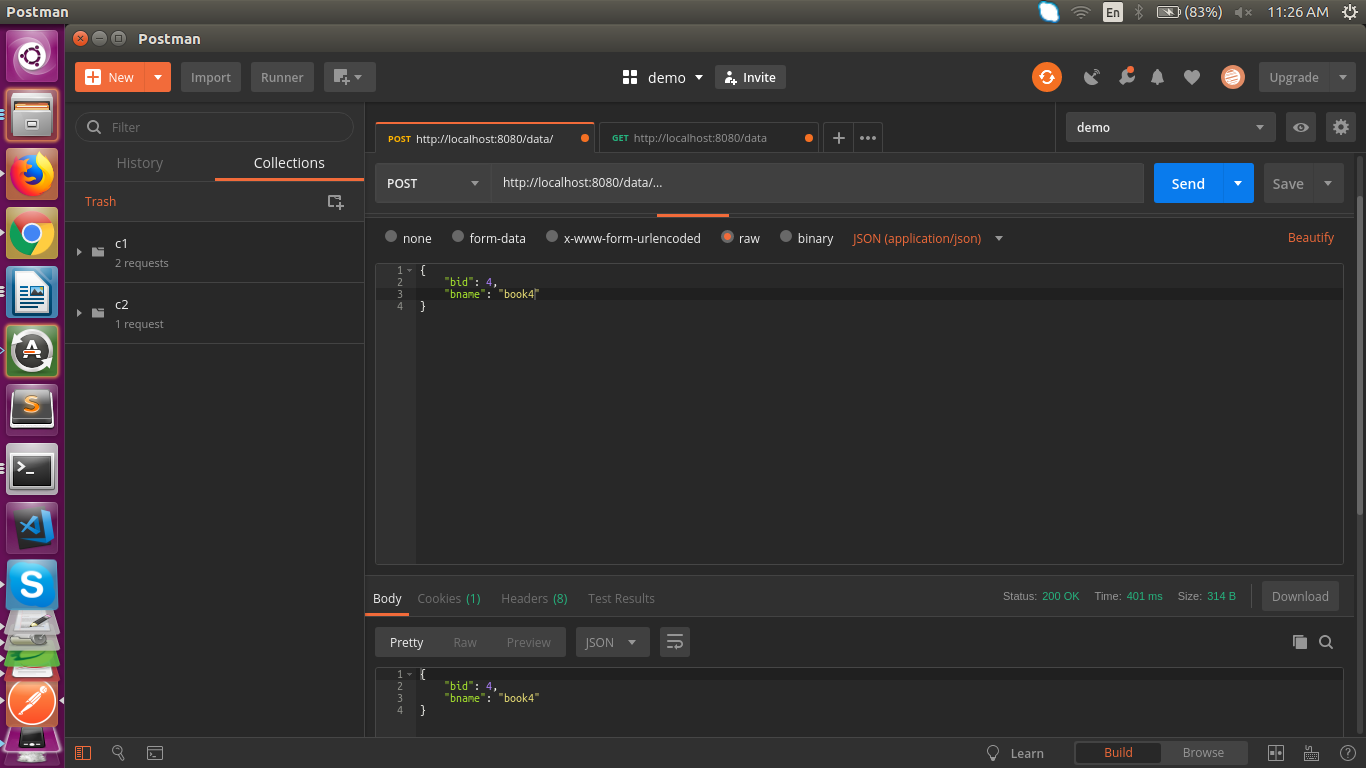 Postman
En
(83%)
11:26 AM
Postman
New
Import
Runner
demo
Invite
Upgrade
Filter
History
Collections
Trash
c1
2 requests
c2
1 request
POST http://localhost:8080/data/
GET http://localhost:8080/data
demo
POST
http://localhost:8080/data/...
Send
Save
none
form-data
x-www-form-urlencoded
raw
binary
JSON (application/json)
Beautify
1 {
2 "bid": 4,
3 "bname": "book4"
4 }
Body
Cookies (1)
Headers (8)
Test Results
Status: 200 OK
Time: 401 ms
Size: 314 B
Download
Pretty
Raw
Preview
JSON
1 {
2 "bid": 4,
3 "bname": "book4"
4 }
Learn
Build
Browse